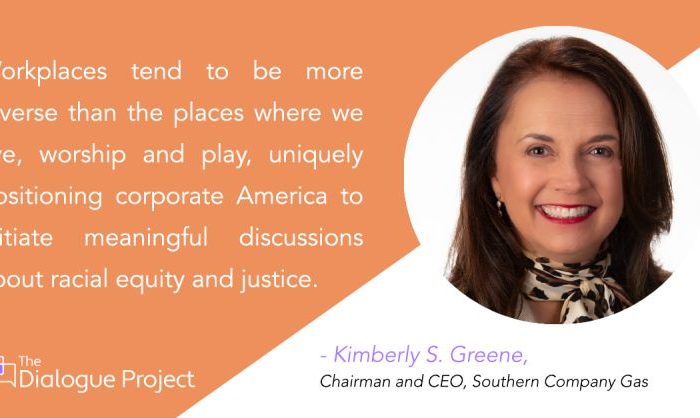 orkplaces tend to be more
verse than the places where we
e, worship and play, uniquely
ositioning corporate America to
itiate meaningful discussions
bout racial equity and justice.
- Kimberly S. Greene,
Chairman and CEO, Southern Company Gas
The
Dialogue Project